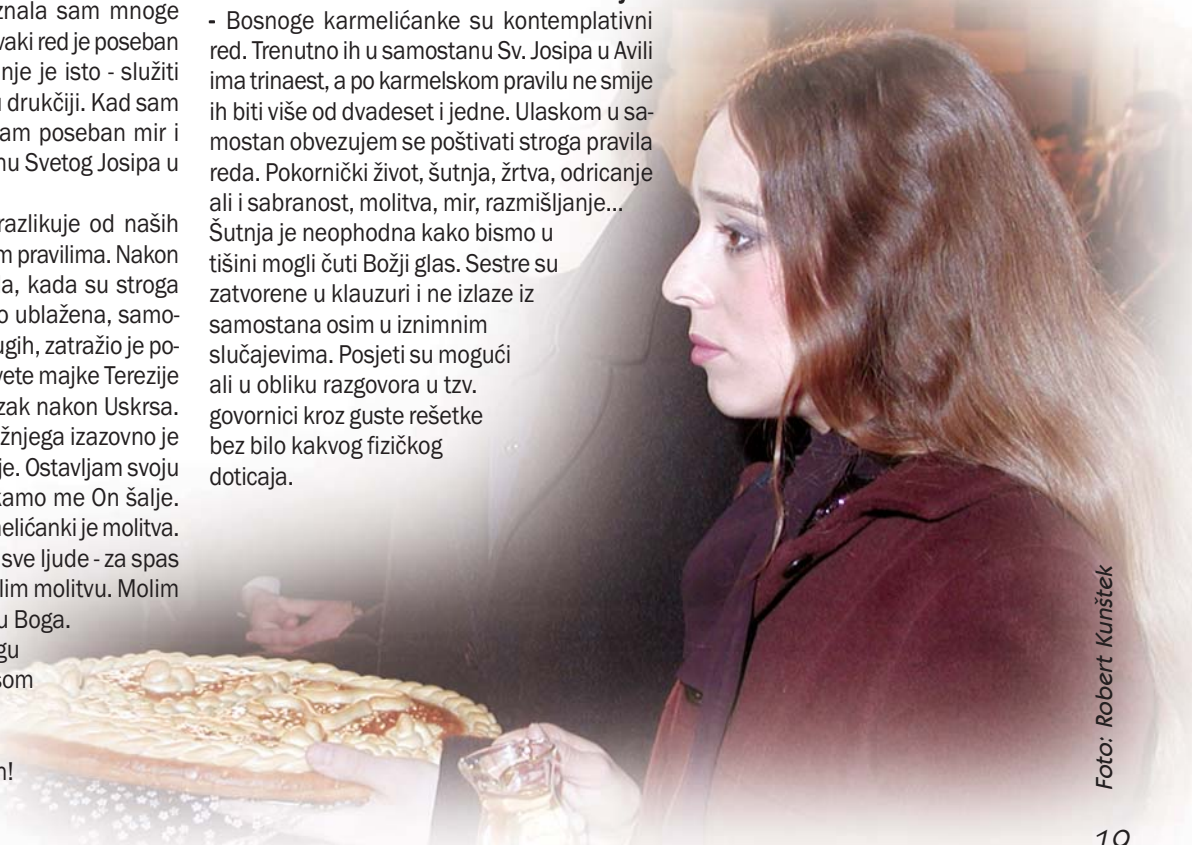 znala sam mnoge
vaki red je poseban
nje je isto - služiti
u drukčiji. Kad sam
am poseban mir i
nu Svetog Josipa u
razlikuje od naših
m pravilima. Nakon
a, kada su stroga
o ublažena, samo-
ugih, zatražio je po-
vete majke Terezije
zak nakon Uskrsa.
žnjega izazovno je
je. Ostavljam svoju
kamo me On šalje.
elićanki je molitva.
sve ljude - za spas
lim molitvu. Molim
u Boga.
gu
som
n!
- Bosnoge karmelićanke su kontemplativni
red. Trenutno ih u samostanu Sv. Josipa u Avili
ima trinaest, a po karmelskom pravilu ne smije
ih biti više od dvadeset i jedne. Ulaskom u sa-
mostan obvezujem se poštivati stroga pravila
reda. Pokornički život, šutnja, žrtva, odricanje
ali i sabranost, molitva, mir, razmišljanje...
Šutnja je neophodna kako bismo u
tišini mogli čuti Božji glas. Sestre su
zatvorene u klauzuri i ne izlaze iz
samostana osim u iznimnim
slučajevima. Posjeti su mogući
ali u obliku razgovora u tzv.
govornici kroz guste rešetke
bez bilo kakvog fizičkog
doticaja.
Foto: Robert Kunštek
19